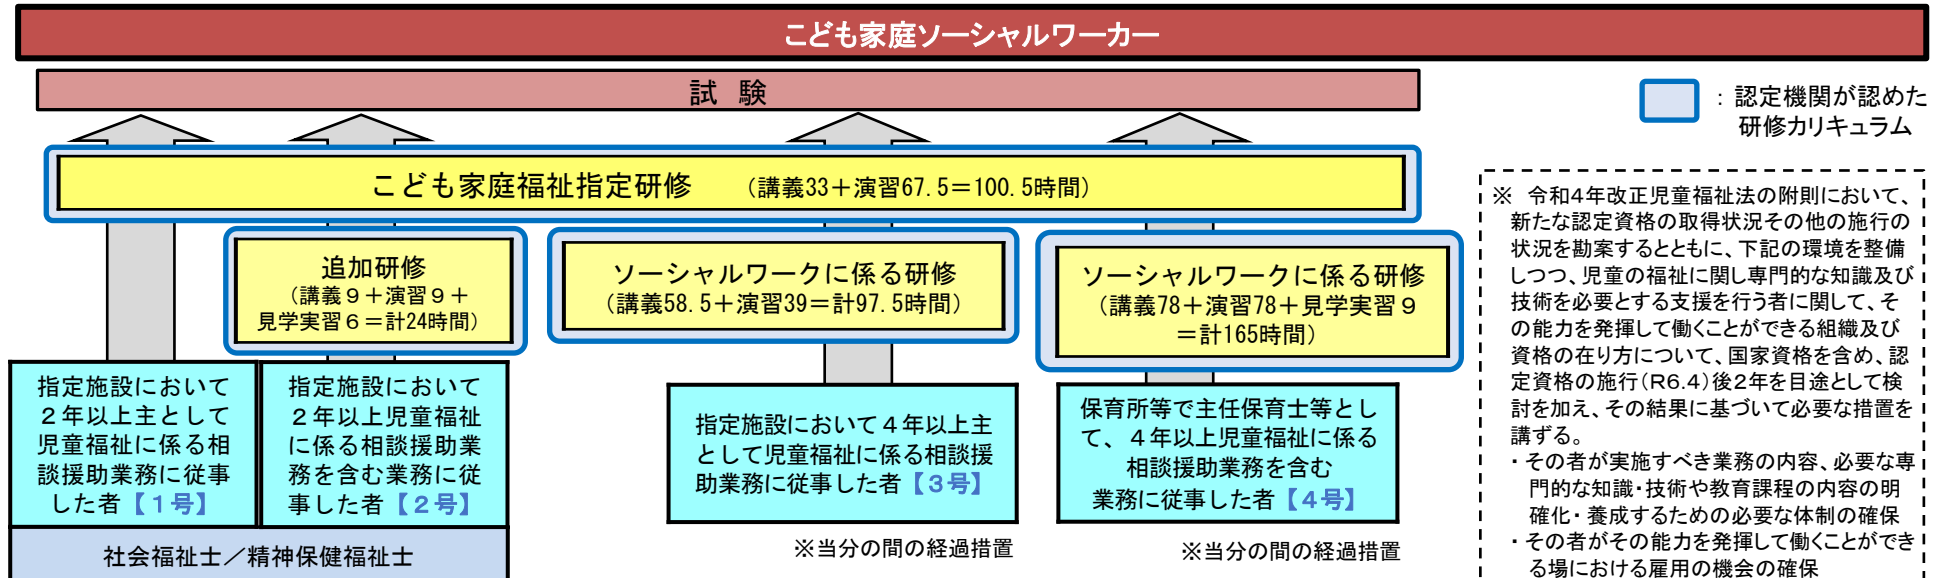 こども家庭ソーシャルワーカー
試 験
：認定機関が認めた
研修カリキュラム
こども家庭福祉指定研修 （講義33＋演習67.5＝100.5時間）
追加研修
（講義９＋演習９＋
見学実習６＝計24時間）
ソーシャルワークに係る研修
（講義58.5＋演習39＝計97.5時間）
ソーシャルワークに係る研修
（講義78＋演習78＋見学実習９
＝計165時間）
指定施設において
２年以上主として
児童福祉に係る相
談援助業務に従事
した者【１号】
指定施設において
２年以上児童福祉
に係る相談援助業
務を含む業務に従
事した者【２号】
社会福祉士／精神保健福祉士
指定施設において４年以上主
として児童福祉に係る相談援
助業務に従事した者【３号】
※当分の間の経過措置
保育所等で主任保育士等とし
て、４年以上児童福祉に係る
相談援助業務を含む
業務に従事した者【４号】
※当分の間の経過措置
※ 令和4年改正児童福祉法の附則において、
新たな認定資格の取得状況その他の施行の
状況を勘案するとともに、下記の環境を整備
しつつ、児童の福祉に関し専門的な知識及び
技術を必要とする支援を行う者に関して、そ
の能力を発揮して働くことができる組織及び
資格の在り方について、国家資格を含め、認
定資格の施行（R6.4）後2年を目途として検
討を加え、その結果に基づいて必要な措置を
講ずる。
・その者が実施すべき業務の内容、必要な専
門的な知識・技術や教育課程の内容の明
確化・養成するための必要な体制の確保
・その者がその能力を発揮して働くことができ
る場における雇用の機会の確保